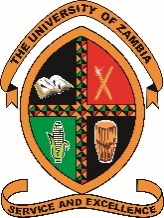 THE UNIVERSITY OF ZAMBIA
SERVICE AND EXCELLENCE